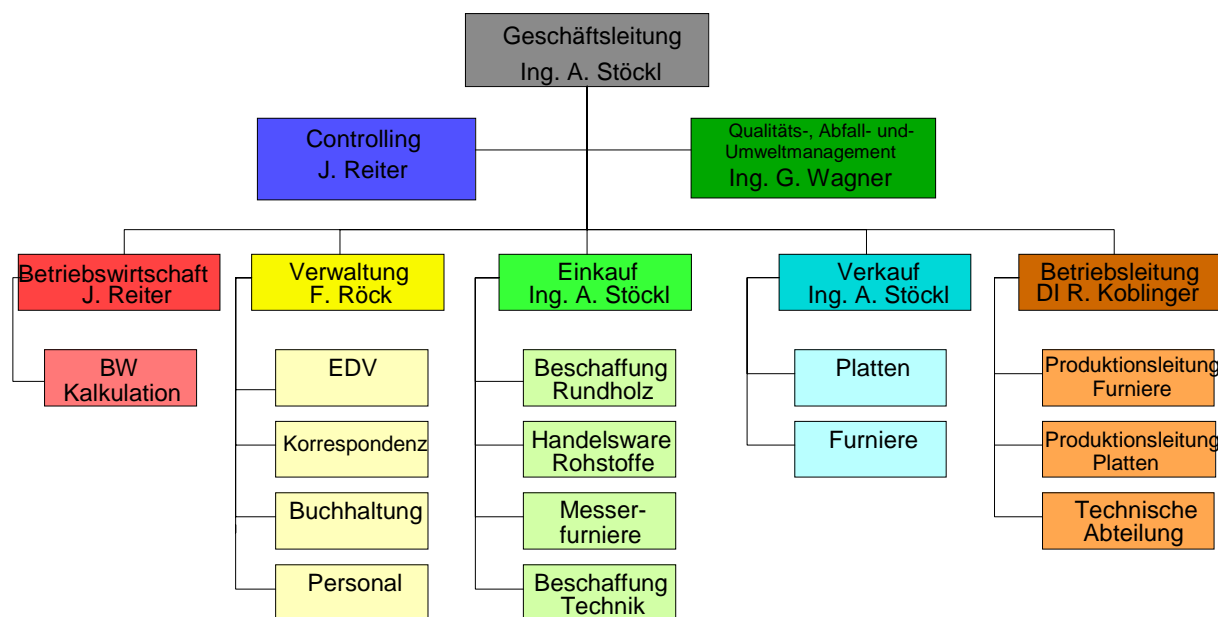 Geschäftsleitung
Ing. A. Stöckl
Controlling
J. Reiter
Qualitäts-, Abfall- und-
Umweltmanagement
Ing. G. Wagner
Betriebswirtschaft
J. Reiter
Verwaltung
F. Röck
Einkauf
Ing. A. Stöckl
Verkauf
Ing. A. Stöckl
Betriebsleitung
DI R. Koblinger
BW
Kalkulation
EDV
Korrespondenz
Buchhaltung
Personal
Beschaffung
Rundholz
Handelsware
Rohstoffe
Messer-
furniere
Beschaffung
Technik
Platten
Furniere
Produktionsleitung
Furniere
Produktionsleitung
Platten
Technische
Abteilung